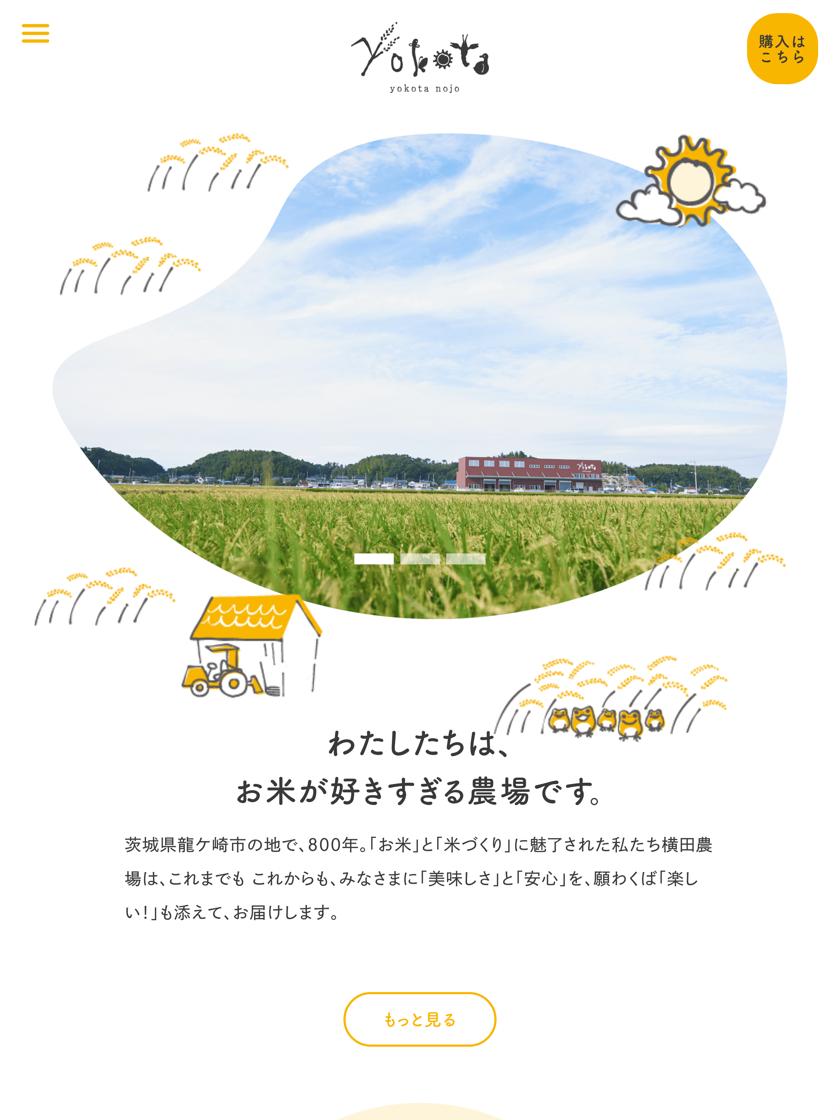 Yokota
yokota nojo
購入は
こちら
Yokota
わたしたちは、
お米が好きすぎる農場です。
茨城県龍ケ崎市の地で、800年。「お米」と「米づくり」に魅了された私たち横田農
場は、これまでも これからも、みなさまに「美味しさ」と「安心」を、願わくば「楽し
い！」も添えて、お届けします。
もっと見る